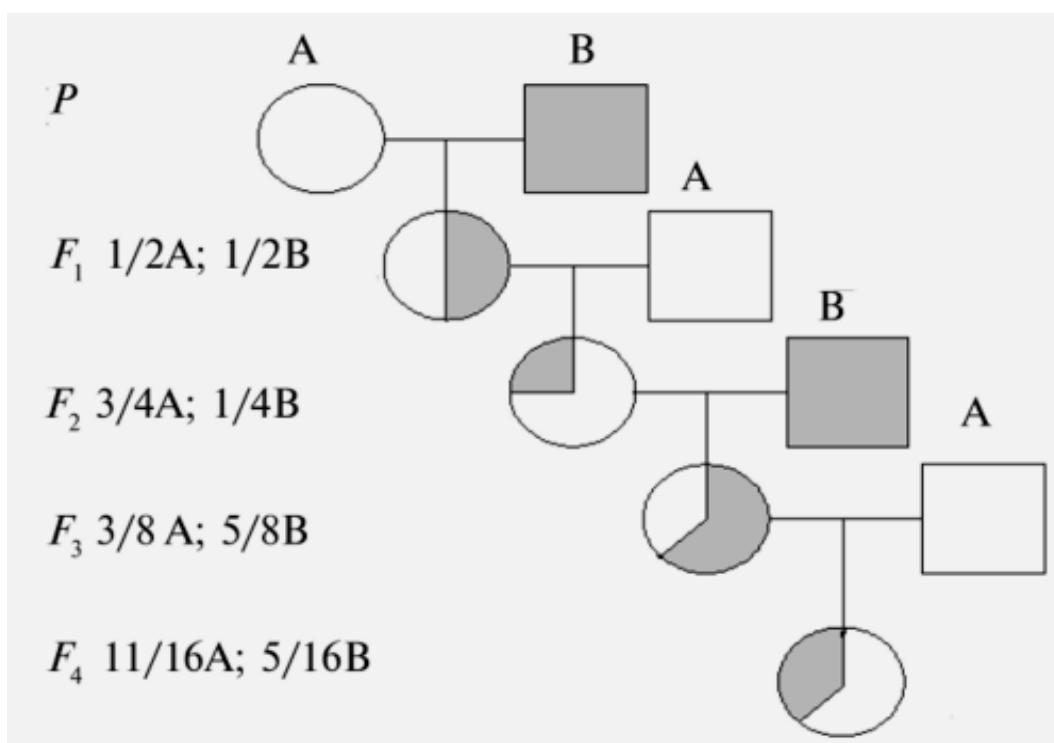 A B
P
A
F₁ 1/2A; 1/2B
B
F₂ 3/4A; 1/4B
A
F₃ 3/8 A; 5/8B
F₄ 11/16A; 5/16B